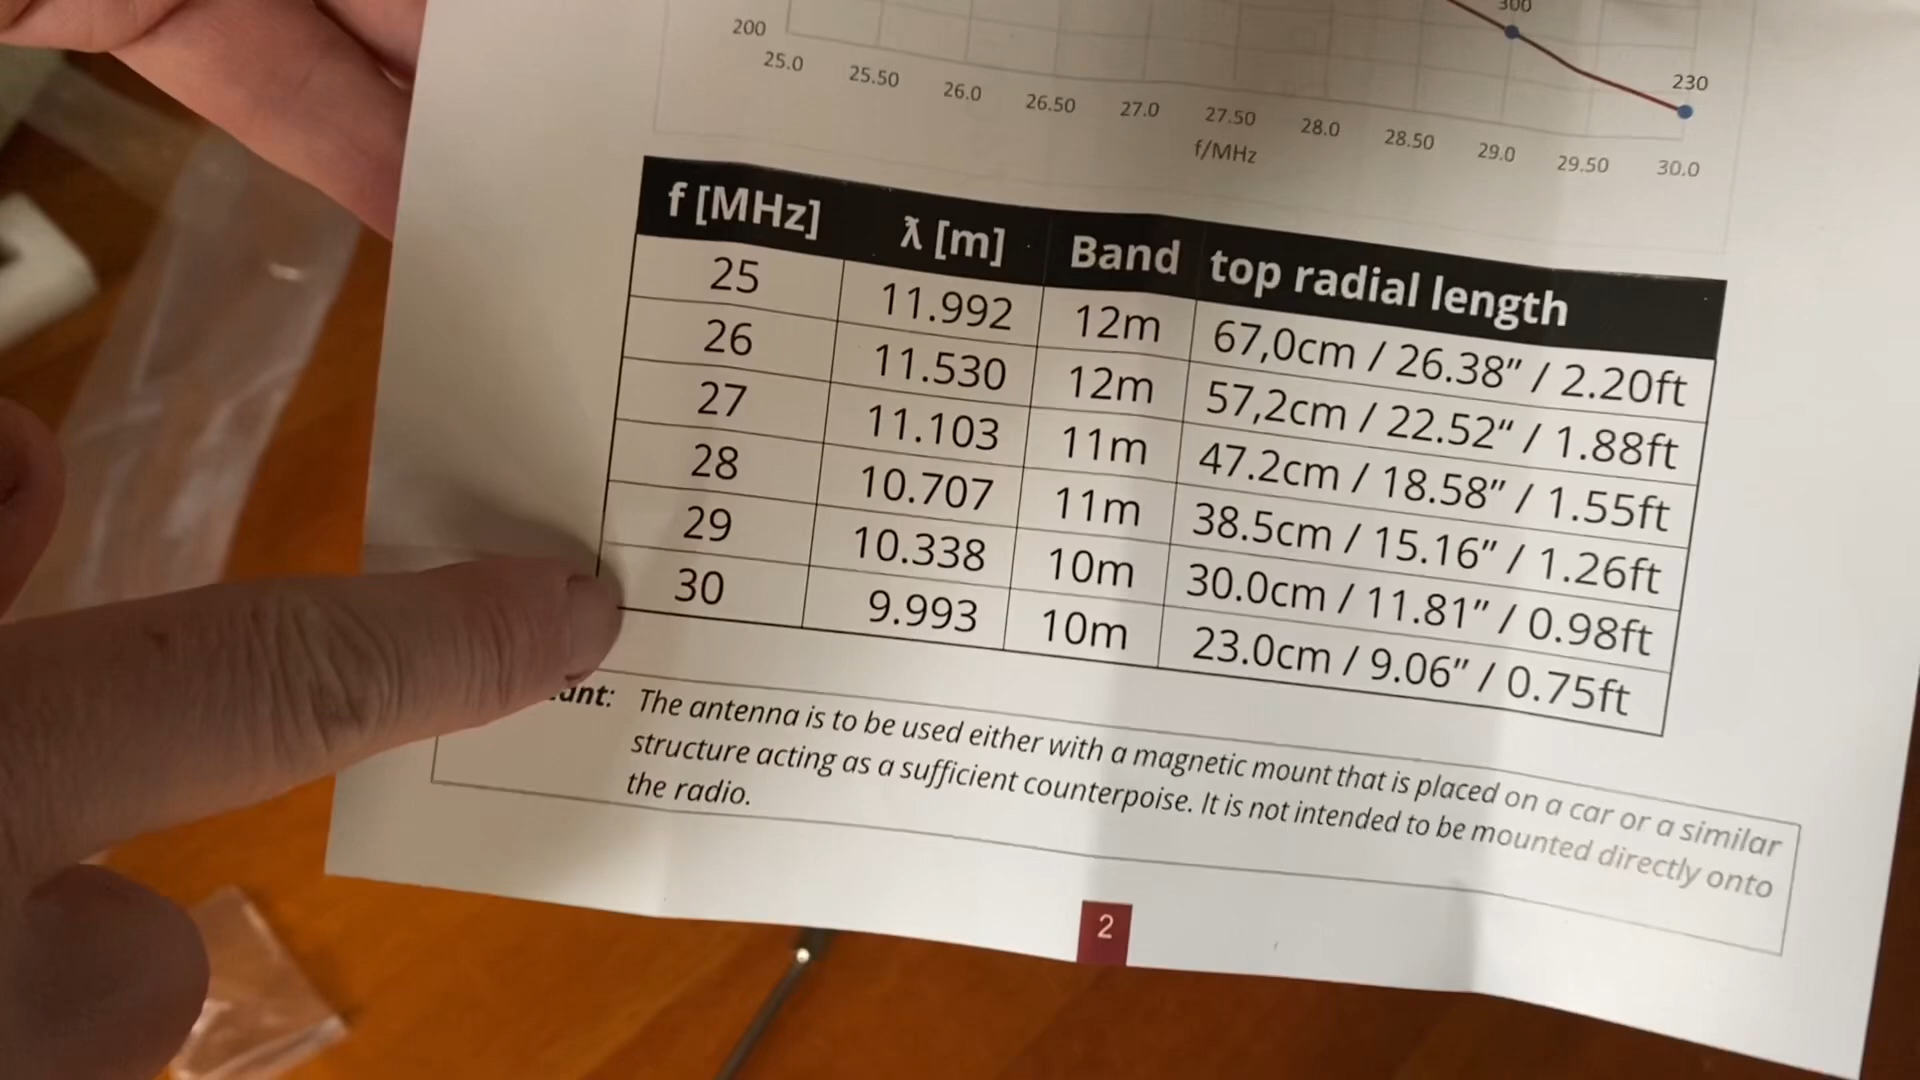 300
200
230
25.0 25.50 26.0 26.50 27.0 27.50 28.0 28.50 29.0 29.50 30.0
f/MHz
f [MHz] λ [m] Band top radial length
25 11.992 12m 67,0cm / 26.38” / 2.20ft
26 11.530 12m 57,2cm / 22.52“ / 1.88ft
27 11.103 11m 47.2cm / 18.58” / 1.55ft
28 10.707 11m 38.5cm / 15.16” / 1.26ft
29 10.338 10m 30.0cm / 11.81” / 0.98ft
30 9.993 10m 23.0cm / 9.06” / 0.75ft
The antenna is to be used either with a magnetic mount that is placed on a car or a similar
structure acting as a sufficient counterpoise. It is not intended to be mounted directly onto
the radio.
2